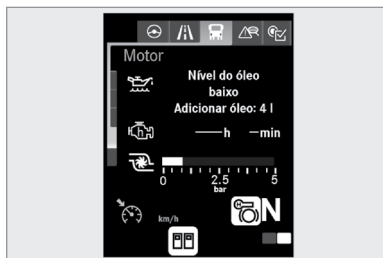 Motor
Nível do óleo
baixo
Adicionar óleo: 4 l
h
—h —min
0 2.5 5
bar
km/h
H
N